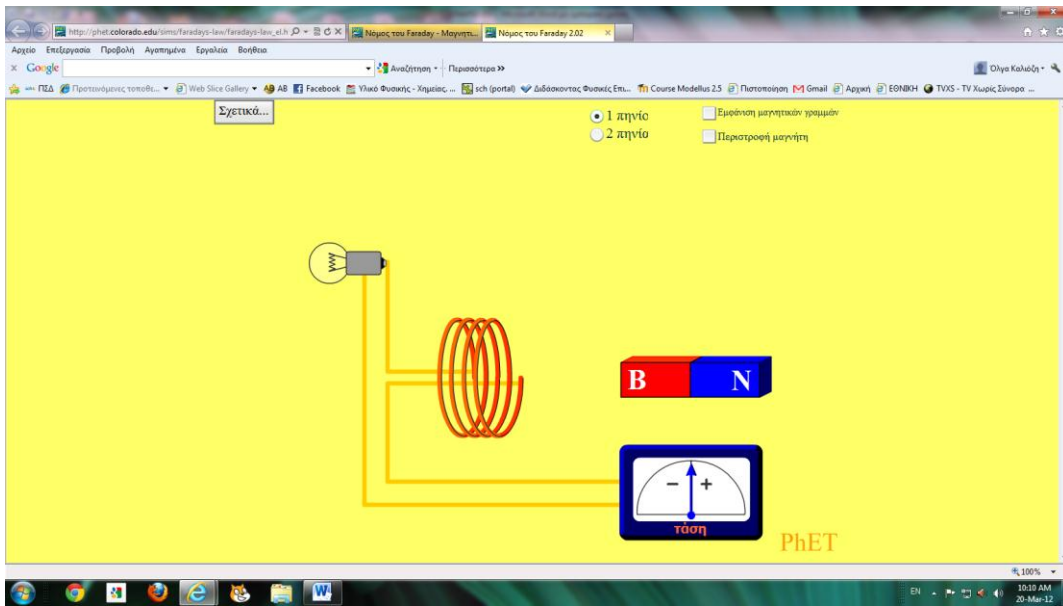 http://phet.colorado.edu/sims/faradays-law/faradays-law_el.h
Νόμος του Faraday - Μαγνητι...
Νόμος του Faraday 2.02
Αρχείο Επεξεργασία Προβολή Αγαπημένα Εργαλεία Βοήθεια
x Google Αναζήτηση Περισσότερα >>
Όλγα Καλιόζη
ΠΣΔ Προτεινόμενες τοποθε... Web Slice Gallery AB Facebook Υλικό Φυσικής - Χημείας. ... sch (portal) Διδάσκοντας Φυσικές Επι... Course Modellus 2.5 Πιστοποίηση Gmail Αρχική ΕΘΝΙΚΗ TVXS - TV Χωρίς Σύνορα ...
Σχετικά...
1 πηνίο
Εμφάνιση μαγνητικών γραμμών
2 πηνία
Περιστροφή μαγνήτη
B N
− +
τάση
PhET
100%
EN
10:10 AM
20-Mar-12